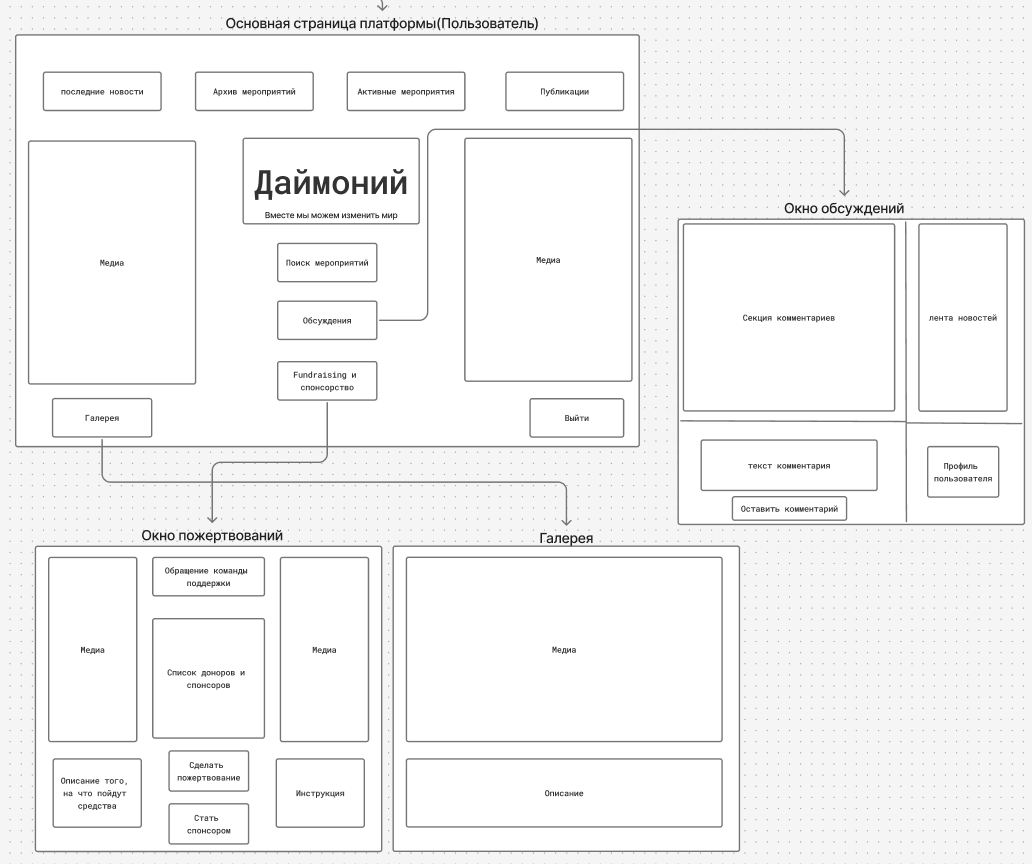 Основная страница платформы(Пользователь)
последние новости
Архив мероприятий
Активные мероприятия
Публикации
Медиа
Даймоний
Вместе мы можем изменить мир
Медиа
Поиск мероприятий
Обсуждения
Fundraising и
спонсорство
Галерея
Выйти
Окно обсуждений
Секция комментариев
лента новостей
текст комментария
Оставить комментарий
Профиль
пользователя
Окно пожертвований
Медиа
Обращение команды
поддержки
Медиа
Список доноров и
спонсоров
Описание того,
на что пойдут
средства
Сделать
пожертвование
Стать
спонсором
Инструкция
Галерея
Медиа
Описание